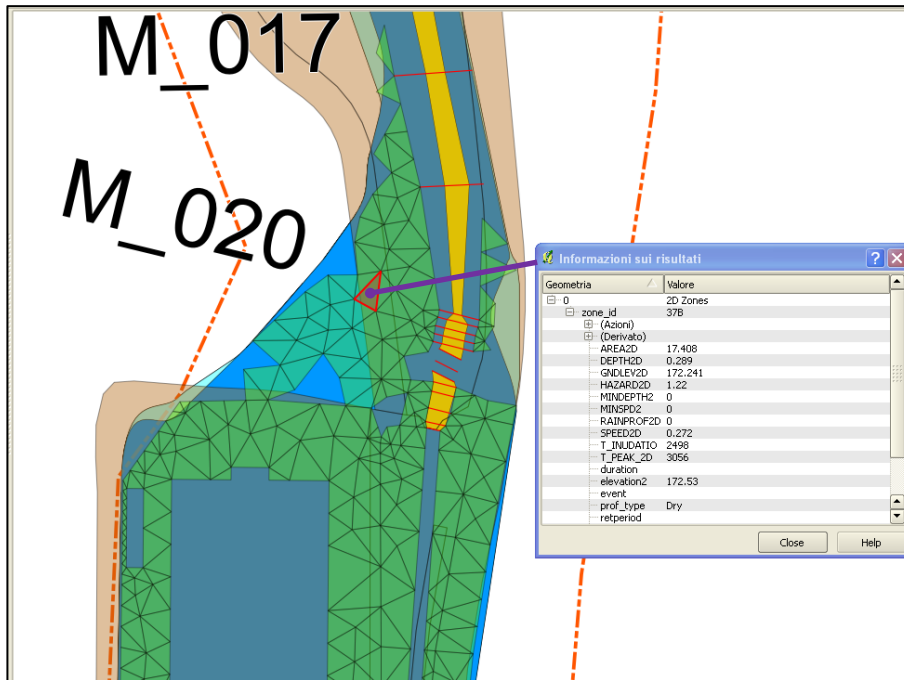 M_017
M_020
Informazioni sui risultati
Geometria Valore
0 2D Zones
zone_id 37B
(Azioni)
(Derivato)
AREA2D 17.408
DEPTH2D 0.289
GNDLEV2D 172.241
HAZARD2D 1.22
MINDEPTH2 0
MINSPD2 0
RAINPROF2D 0
SPEED2D 0.272
T_INUDATIO 2498
T_PEAK_2D 3056
duration
elevation2 172.53
event
prof_type Dry
retperiod
Close Help